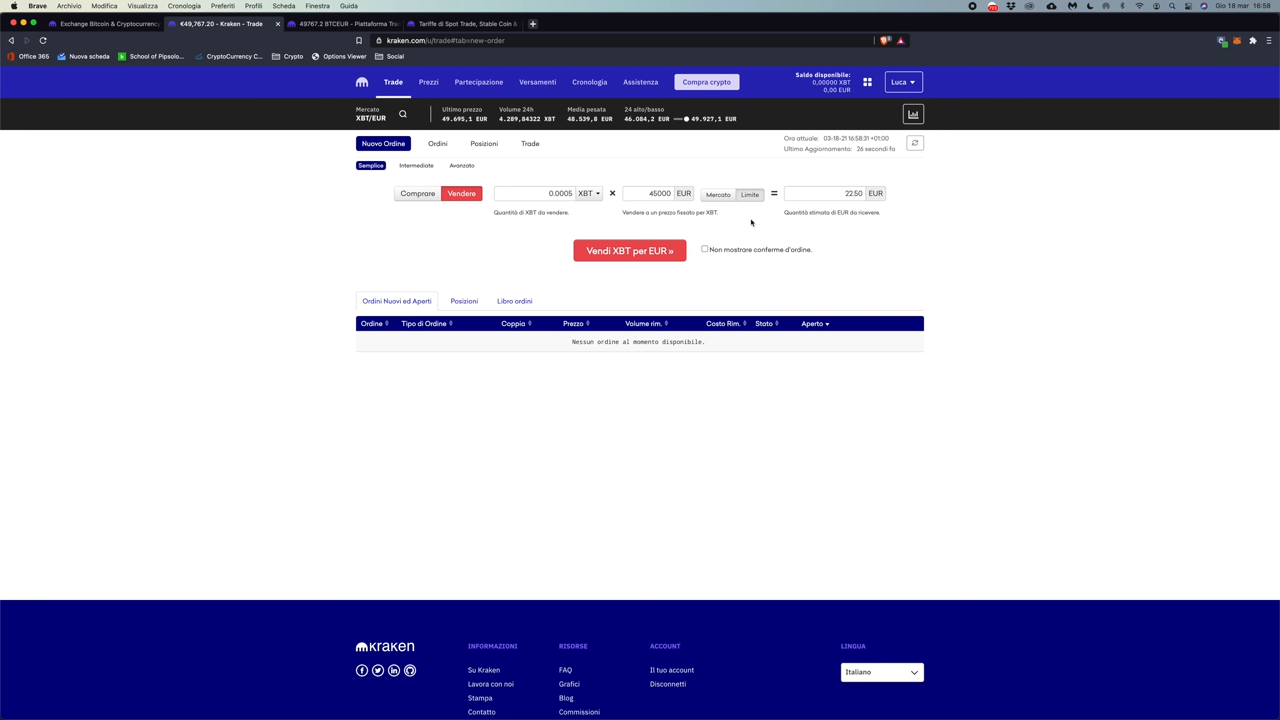 Brave Archivio Modifica Visualizza Cronologia Preferiti Profili Scheda Finestra Guida Gio 18 mar 16:58
Exchange Bitcoin & Cryptocurrency €49,767.20 - Kraken - Trade 49767.2 BTCEUR - Piattaforma Tra Tariffe di Spot Trade, Stable Coin &
kraken.com/u/trade#tab=new-order
Office 365 Nuova scheda School of Pipsolo... CryptoCurrency C... Crypto Options Viewer Social
Trade Prezzi Partecipazione Versamenti Cronologia Assistenza Compra crypto
Saldo disponibile:
0,00000 XBT
0,00 EUR
Luca
Mercato
XBT/EUR
Ultimo prezzo Volume 24h Media pesata 24 alto/basso
49.695,1 EUR 4.289,84322 XBT 48.539,8 EUR 46.084,2 EUR 49.927,1 EUR
Nuovo Ordine Ordini Posizioni Trade
Ora attuale: 03-18-21 16:58:31 +01:00
Ultimo Aggiornamento: 26 secondi fa
Semplice Intermediate Avanzato
Comprare Vendere 0.0005 XBT × 45000 EUR Mercato Limite = 22.50 EUR
Quantità di XBT da vendere. Vendere a un prezzo fissato per XBT. Quantità stimata di EUR da ricevere.
Vendi XBT per EUR » Non mostrare conferme d'ordine.
Ordini Nuovi ed Aperti Posizioni Libro ordini
Ordine Tipo di Ordine Coppia Prezzo Volume rim. Costo Rim. Stato Aperto
Nessun ordine al momento disponibile.
kraken INFORMAZIONI RISORSE ACCOUNT LINGUA
Su Kraken FAQ Il tuo account Italiano
Lavora con noi Grafici Disconnetti
Stampa Blog
Contatto Commissioni